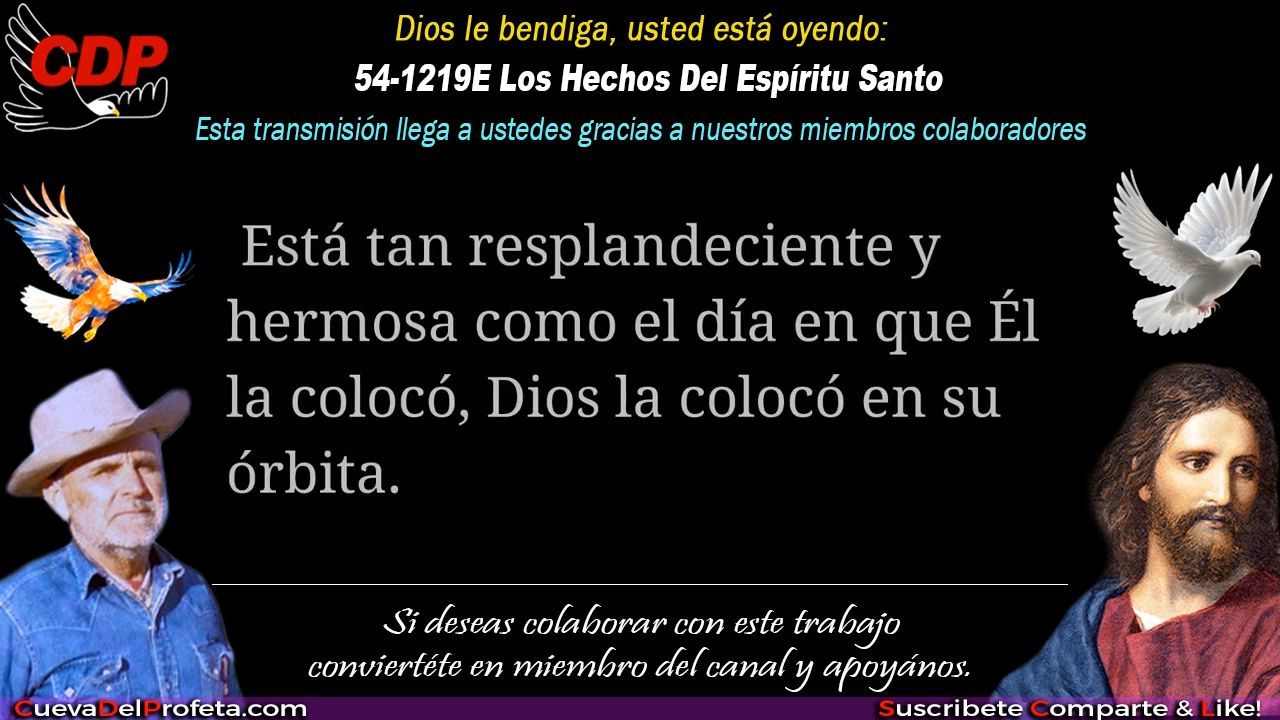 CDP
Dios le bendiga, usted está oyendo:
54-1219E Los Hechos Del Espíritu Santo
Esta transmisión llega a ustedes gracias a nuestros miembros colaboradores
Está tan resplandeciente y
hermosa como el día en que Él
la colocó, Dios la colocó en su
órbita.
Si deseas colaborar con este trabajo
conviertéte en miembro del canal y apoyános.
CuevaDelProfeta.com
Suscribete Comparte & Like!